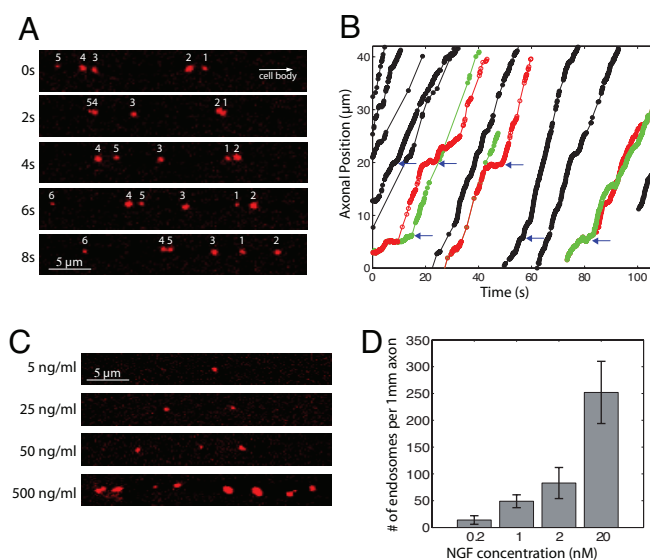 A
0s
5 4 3 2 1
cell body
2s
54 3 21
4s
4 5 3 1 2
6s
6 4 5 3 1 2
8s
6 4 5 3 1 2
5 µm
B
Axonal Position (µm)
40
30
20
10
0
0 20 40 60 80 100
Time (s)
C
5 ng/ml
5 µm
25 ng/ml
50 ng/ml
500 ng/ml
D
# of endosomes per 1mm axon
350
300
250
200
150
100
50
0
0.2 1 2 20
NGF concentration (nM)